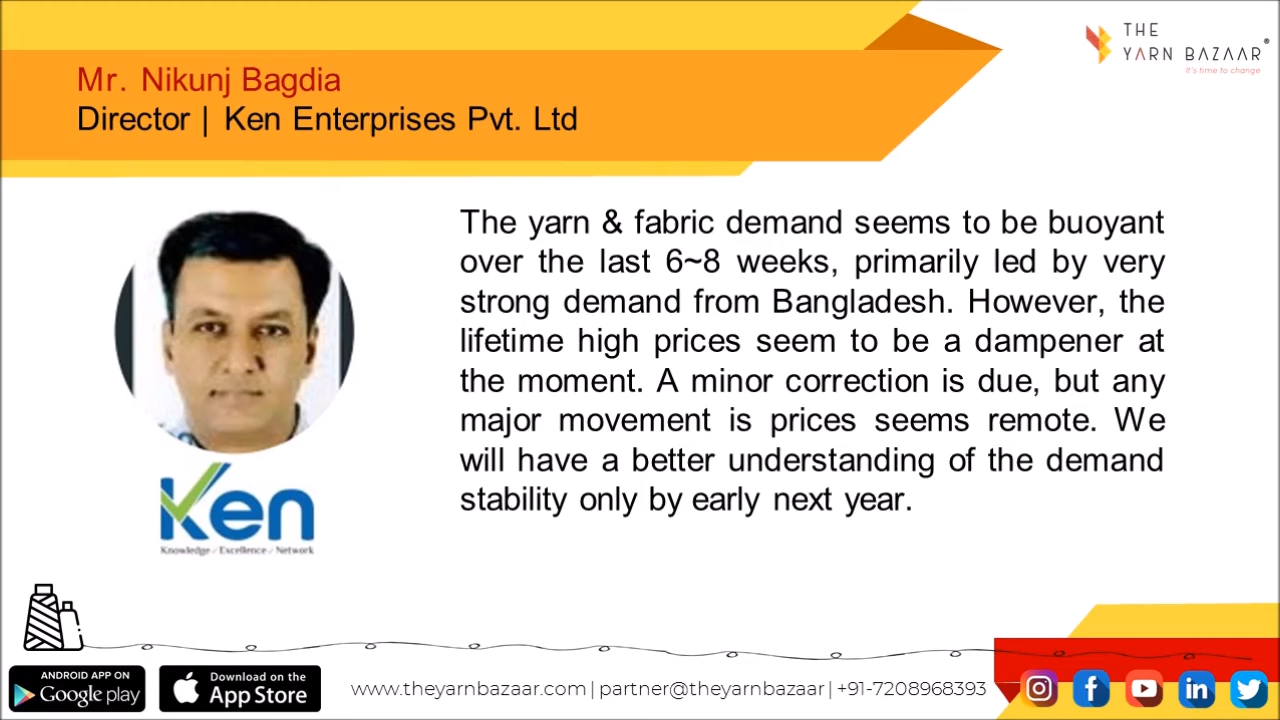 THE
YARN BAZAAR®
It's time to change
Mr. Nikunj Bagdia
Director | Ken Enterprises Pvt. Ltd
The yarn & fabric demand seems to be buoyant
over the last 6~8 weeks, primarily led by very
strong demand from Bangladesh. However, the
lifetime high prices seem to be a dampener at
the moment. A minor correction is due, but any
major movement is prices seems remote. We
will have a better understanding of the demand
stability only by early next year.
Ken
Knowledge / Excellence / Network
ANDROID APP ON
Google play
Download on the
App Store
www.theyarnbazaar.com | partner@theyarnbazaar | +91-7208968393